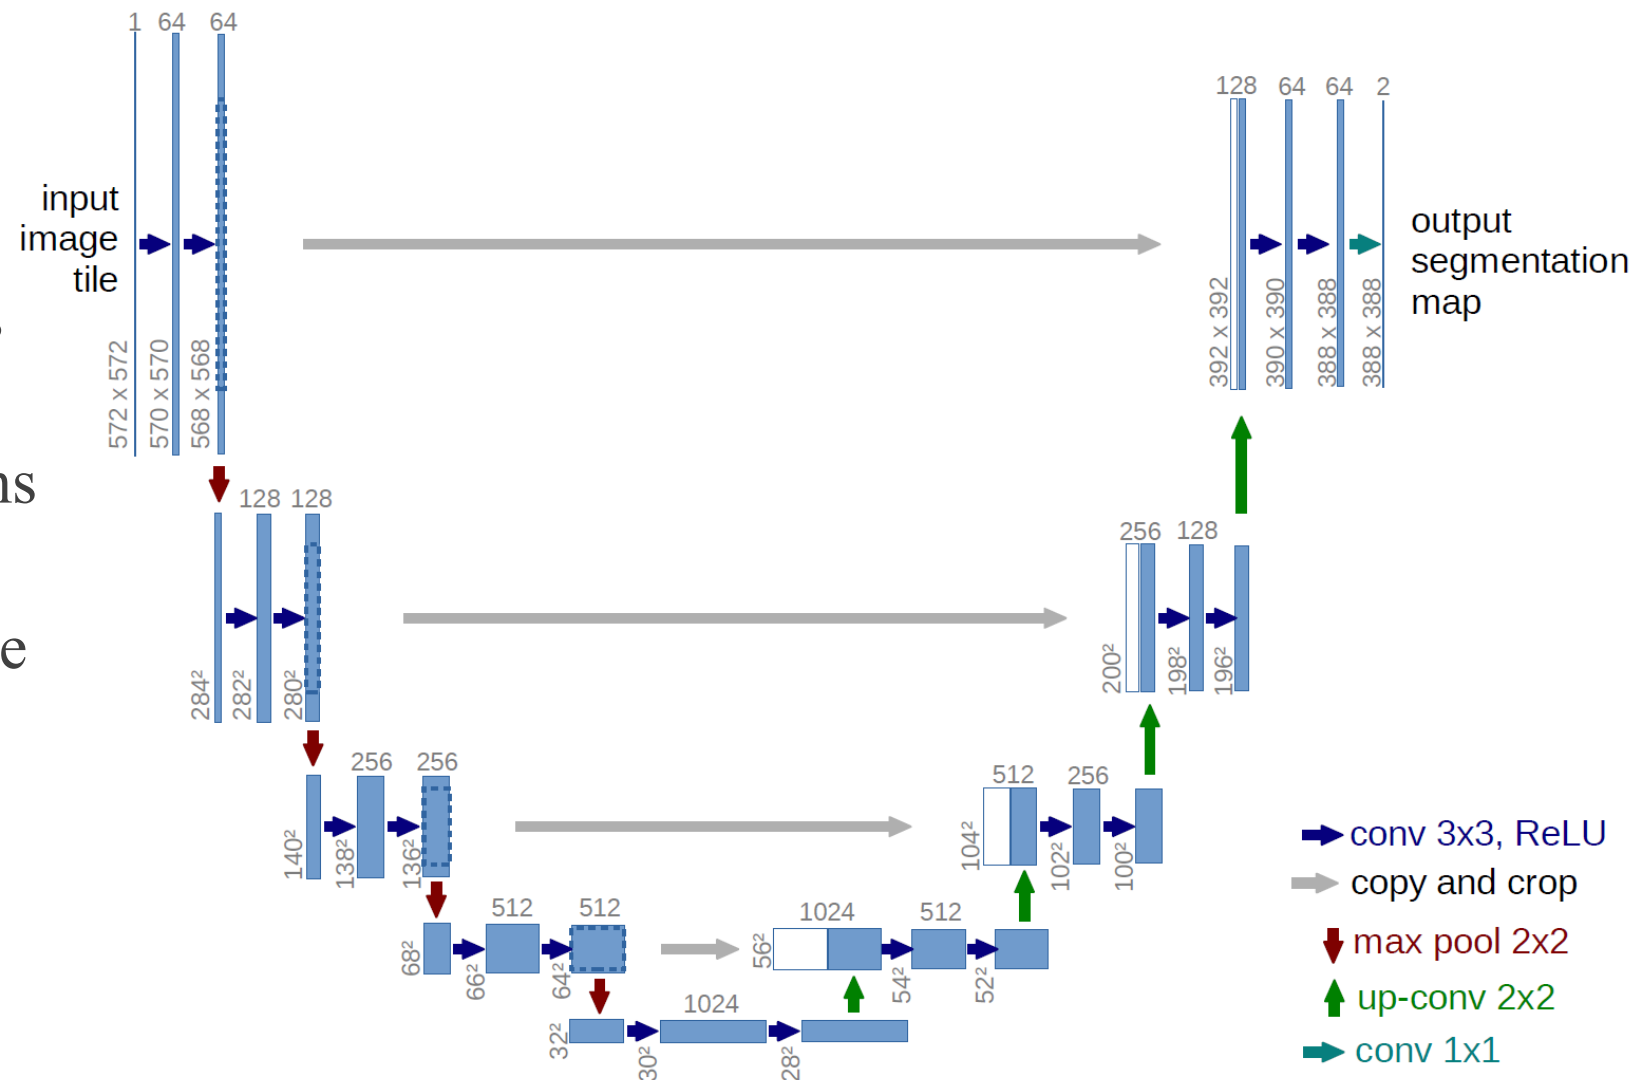 1 64 64
128 64 64 2
input
image
tile
output
segmentation
map
572 x 572
570 x 570
568 x 568
392 x 392
390 x 390
388 x 388
388 x 388
ns
128 128
256 128
e
284²
282²
280²
200²
198²
196²
256 256
512 256
140²
138²
136²
104²
102²
100²
conv 3x3, ReLU
copy and crop
max pool 2x2
up-conv 2x2
conv 1x1
512 512
1024 512
68²
66²
64²
56²
54²
52²
1024
32²
30²
28²